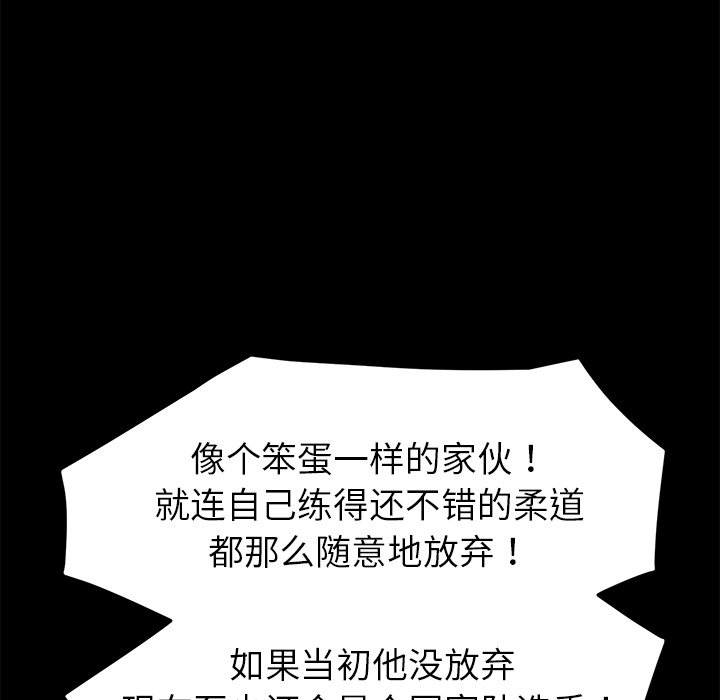 像个笨蛋一样的家伙！
就连自己练得还不错的柔道
都那么随意地放弃！
如果当初他没放弃